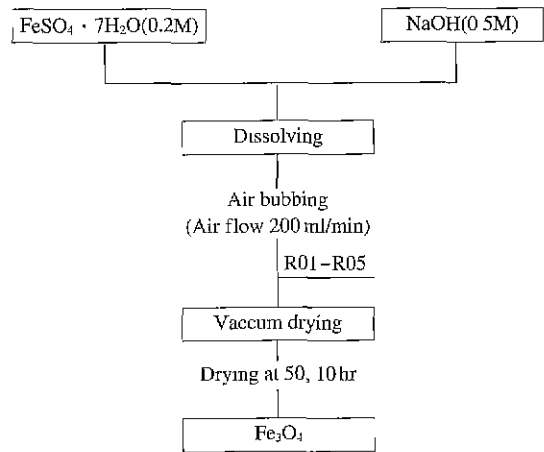 FeSO₄ · 7H₂O(0.2M)
NaOH(0 5M)
Dissolving
Air bubbing
(Air flow 200 ml/min)
R01–R05
Vaccum drying
Drying at 50, 10 hr
Fe₃O₄